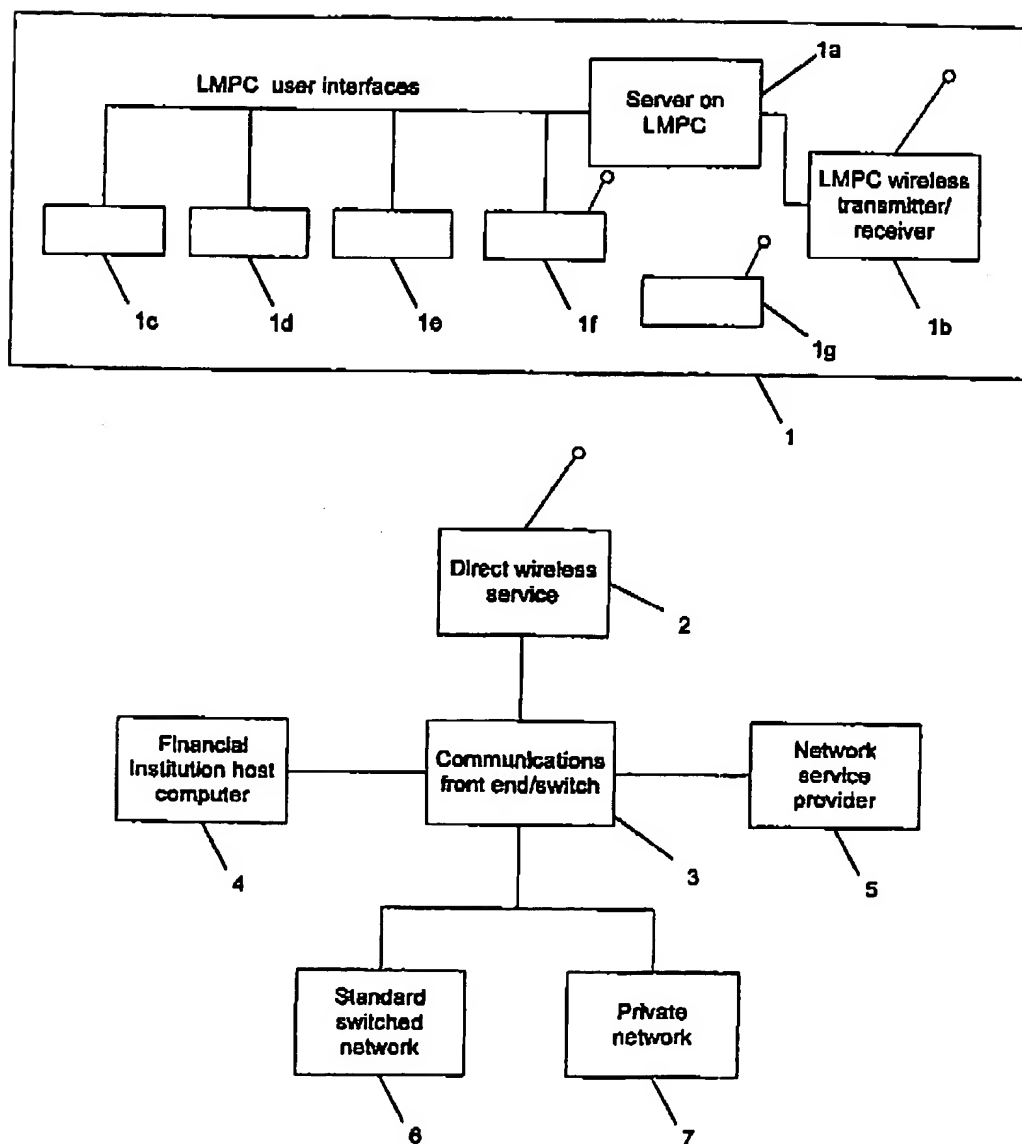 1a
LMPC user interfaces
Server on
LMPC
LMPC wireless
transmitter/
receiver
1c
1d
1e
1f
1g
1b
1
Direct wireless
service
2
Financial
institution host
computer
Communications
front end/switch
Network
service
provider
4
3
5
Standard
switched
network
Private
network
6
7